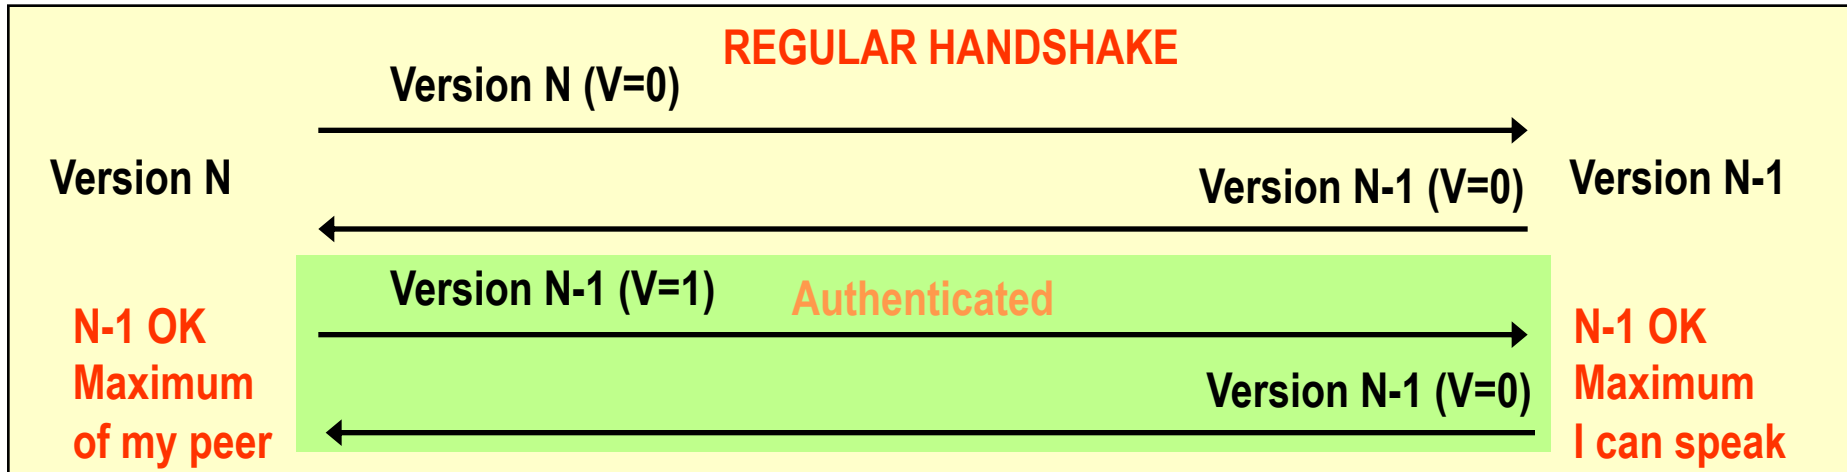 REGULAR HANDSHAKE
Version N (V=0)
Version N
Version N-1 (V=0)
Version N-1
Version N-1 (V=1)
Authenticated
N-1 OK
Maximum
of my peer
N-1 OK
Maximum
I can speak
Version N-1 (V=0)